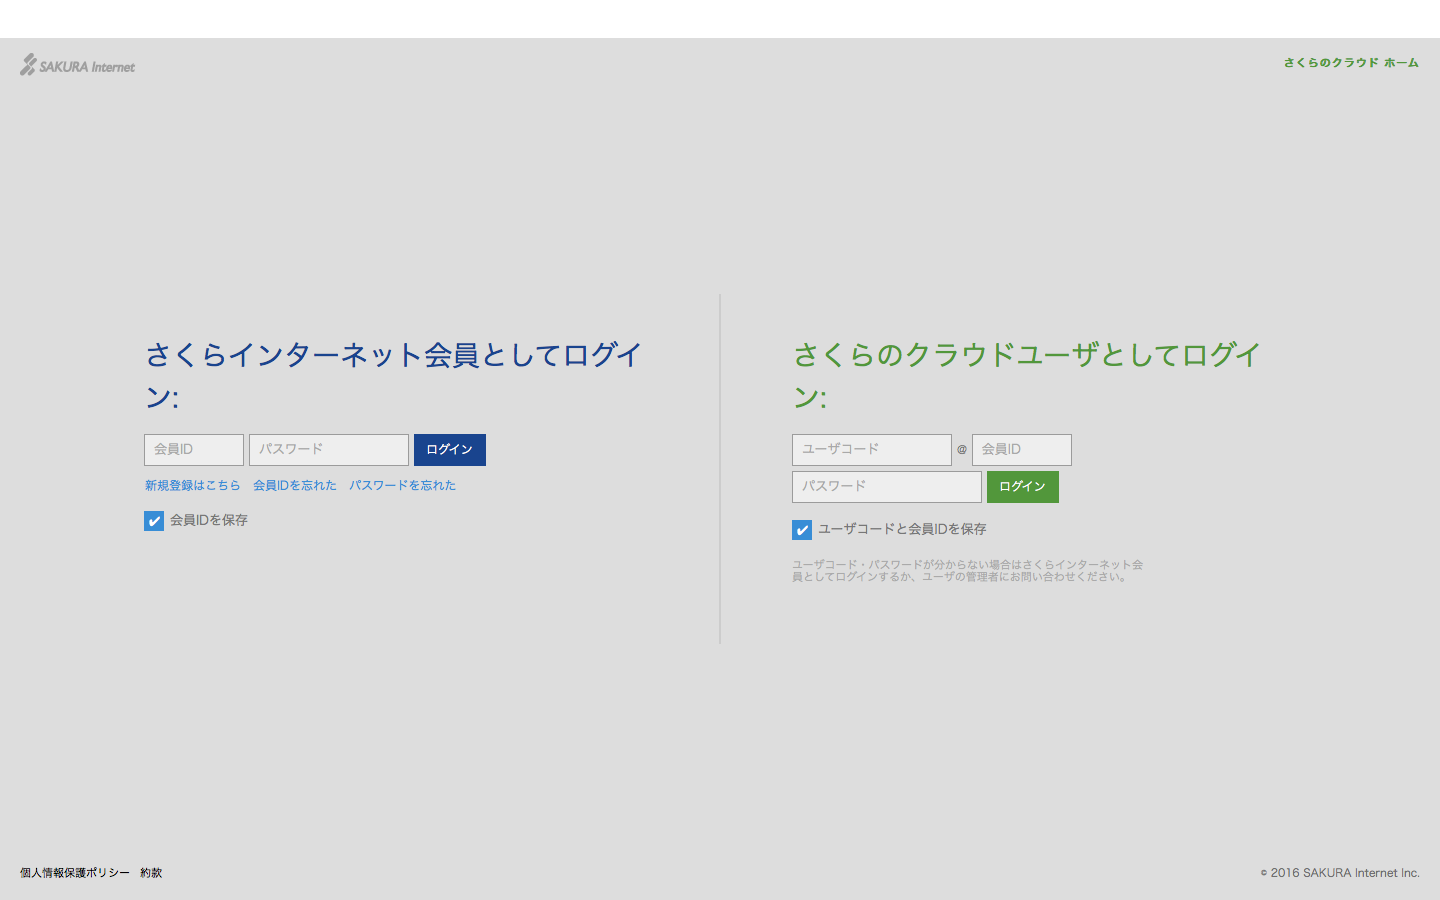 SAKURA Internet
さくらのクラウド ホーム
さくらインターネット会員としてログイ
ン:
会員ID
パスワード
ログイン
新規登録はこちら 会員IDを忘れた パスワードを忘れた
会員IDを保存
さくらのクラウドユーザとしてログイ
ン:
ユーザコード @ 会員ID
パスワード ログイン
ユーザコードと会員IDを保存
ユーザコード・パスワードが分からない場合はさくらインターネット会
員としてログインするか、ユーザの管理者にお問い合わせください。
個人情報保護ポリシー 約款
© 2016 SAKURA Internet Inc.